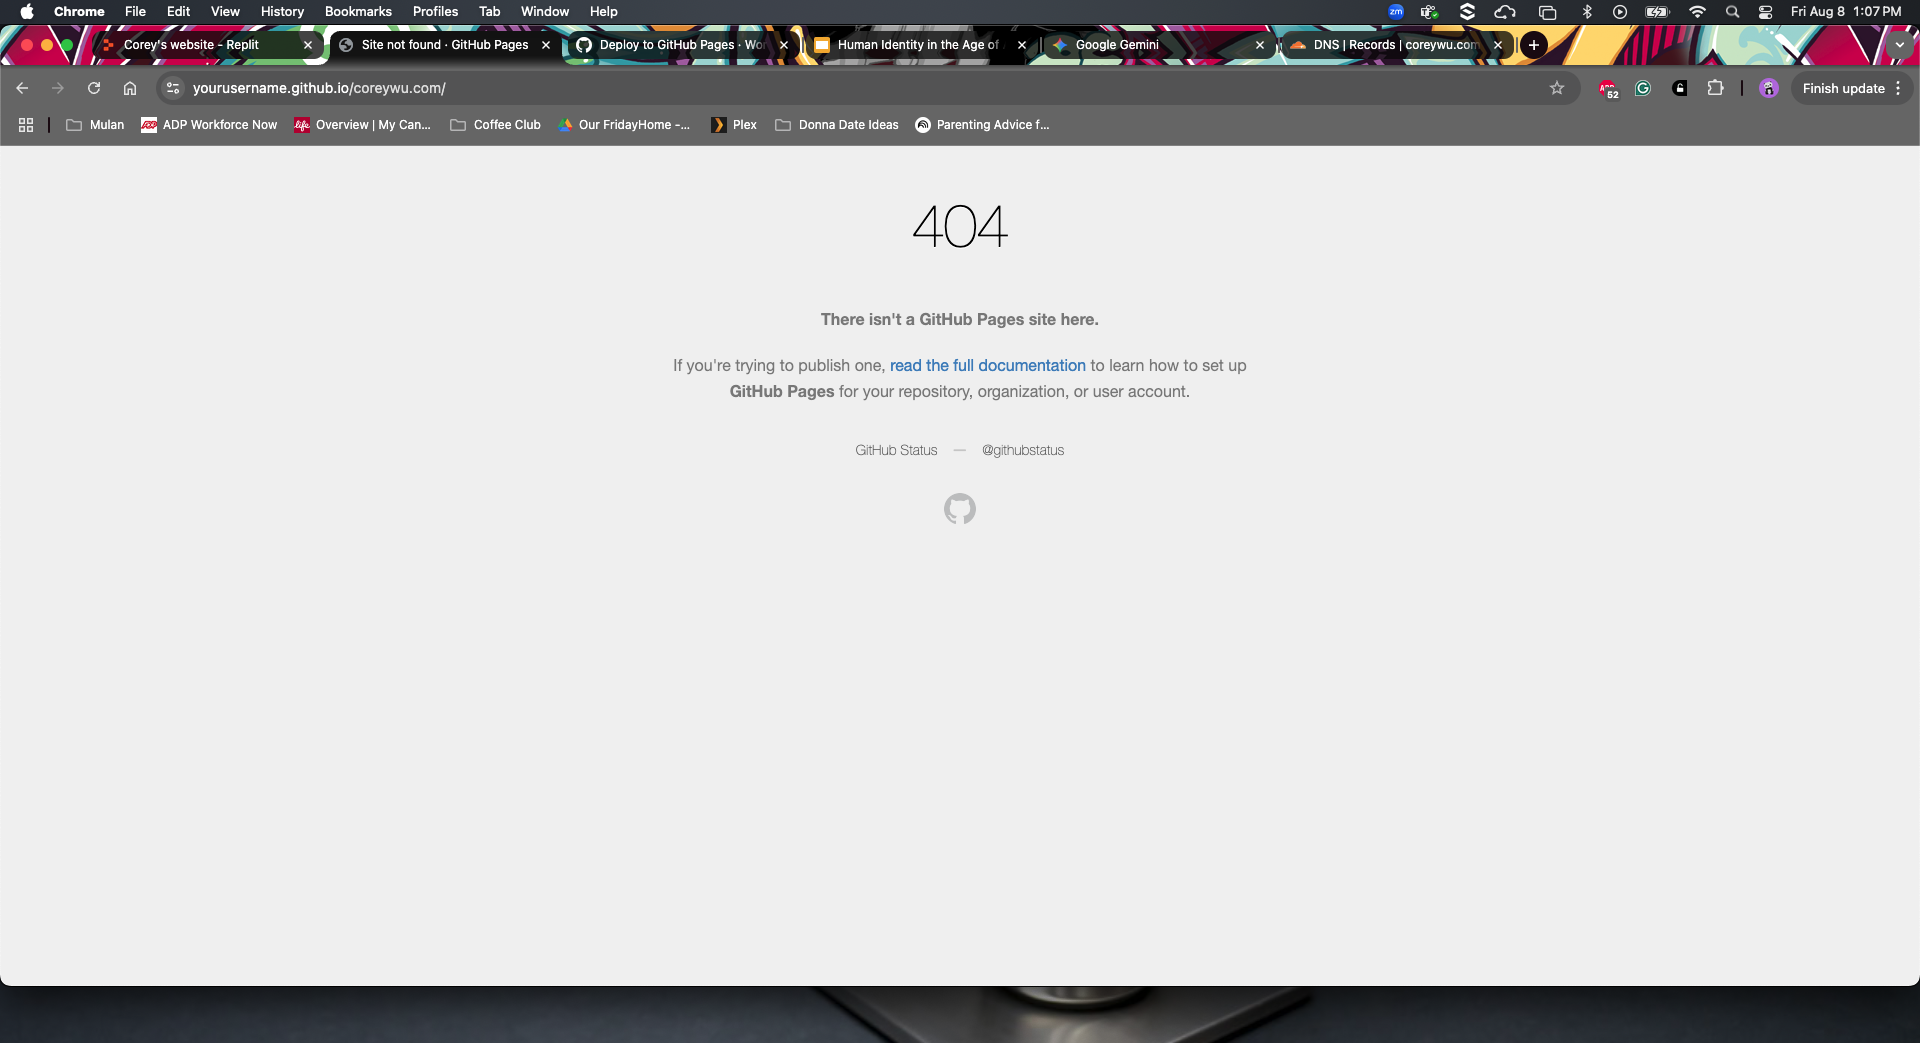 Chrome File Edit View History Bookmarks Profiles Tab Window Help zm Fri Aug 8 1:07 PM
Corey's website - Replit Site not found · GitHub Pages Deploy to GitHub Pages · Wo Human Identity in the Age of Google Gemini DNS | Records | coreywu.com
yourusername.github.io/coreywu.com/ 52 Finish update
Mulan ADP Workforce Now life Overview | My Can... Coffee Club Our FridayHome -... Plex Donna Date Ideas Parenting Advice f...
404
There isn't a GitHub Pages site here.
If you're trying to publish one, read the full documentation to learn how to set up
GitHub Pages for your repository, organization, or user account.
GitHub Status — @githubstatus